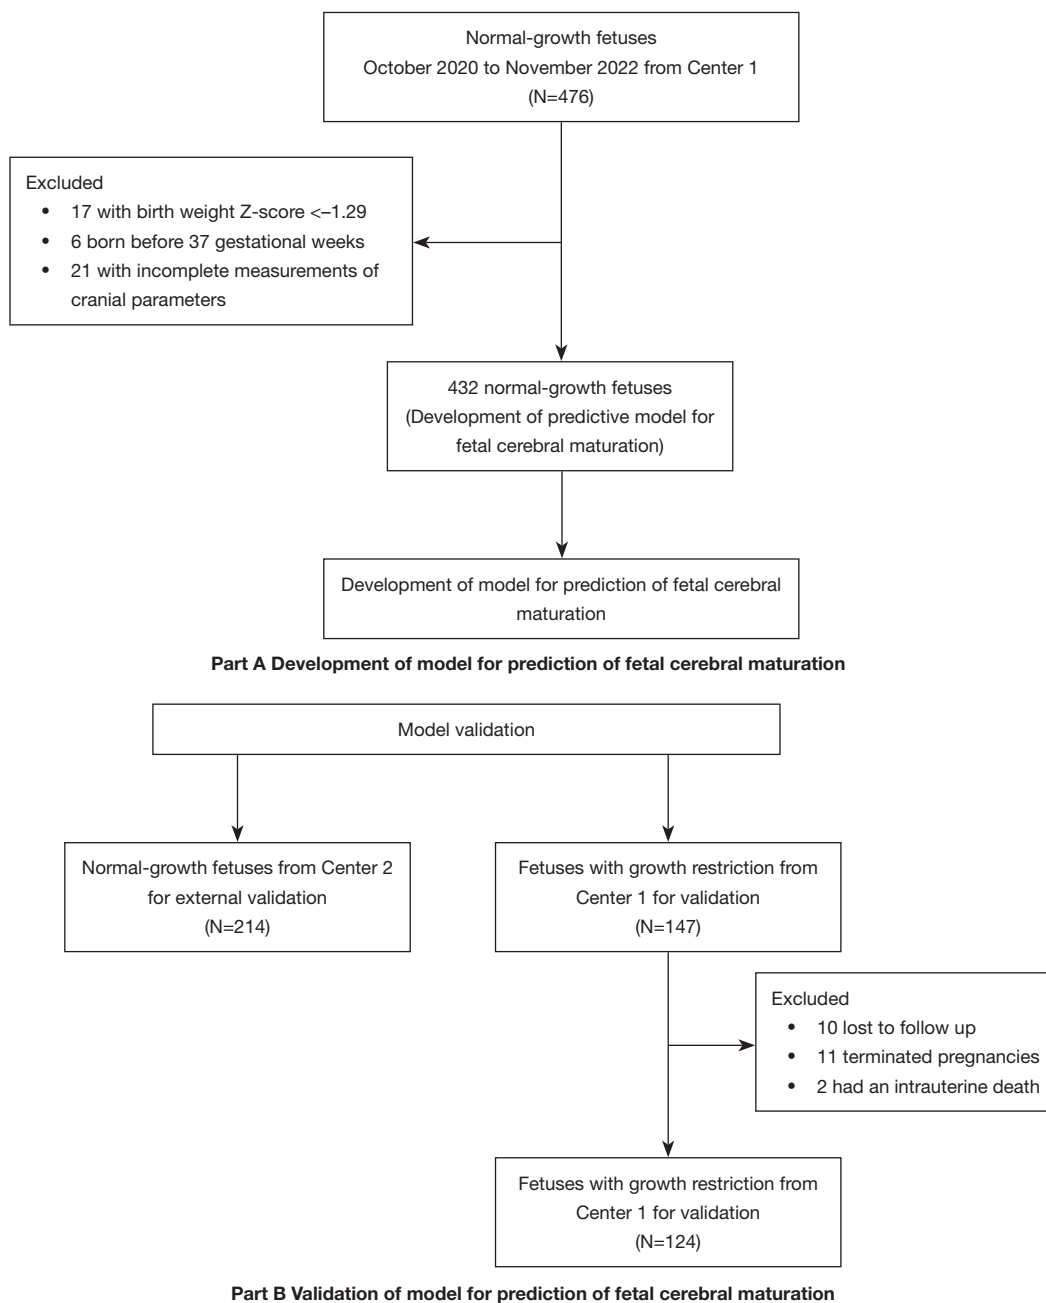 Normal-growth fetuses
October 2020 to November 2022 from Center 1
(N=476)
Excluded
• 17 with birth weight Z-score <–1.29
• 6 born before 37 gestational weeks
• 21 with incomplete measurements of
cranial parameters
432 normal-growth fetuses
(Development of predictive model for
fetal cerebral maturation)
Development of model for prediction of fetal cerebral
maturation
Part A Development of model for prediction of fetal cerebral maturation
Model validation
Normal-growth fetuses from Center 2
for external validation
(N=214)
Fetuses with growth restriction from
Center 1 for validation
(N=147)
Excluded
• 10 lost to follow up
• 11 terminated pregnancies
• 2 had an intrauterine death
Fetuses with growth restriction from
Center 1 for validation
(N=124)
Part B Validation of model for prediction of fetal cerebral maturation